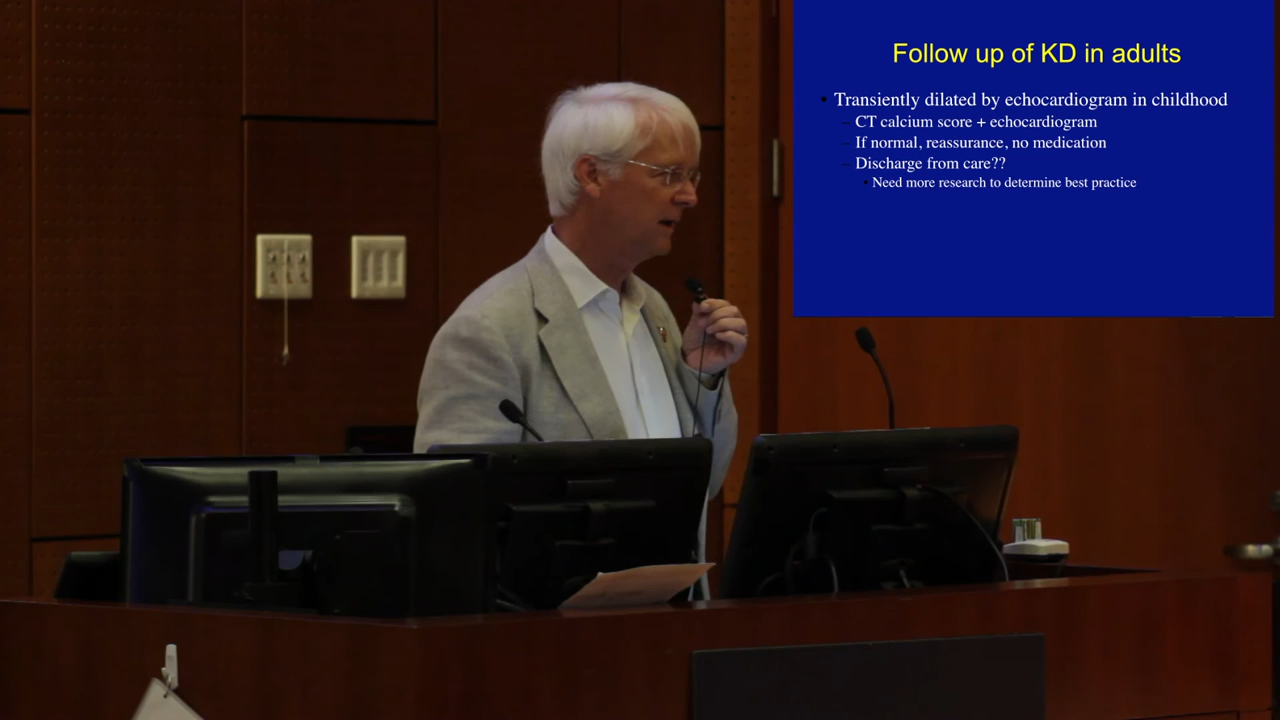 Follow up of KD in adults
• Transiently dilated by echocardiogram in childhood
– CT calcium score + echocardiogram
– If normal, reassurance, no medication
– Discharge from care??
• Need more research to determine best practice